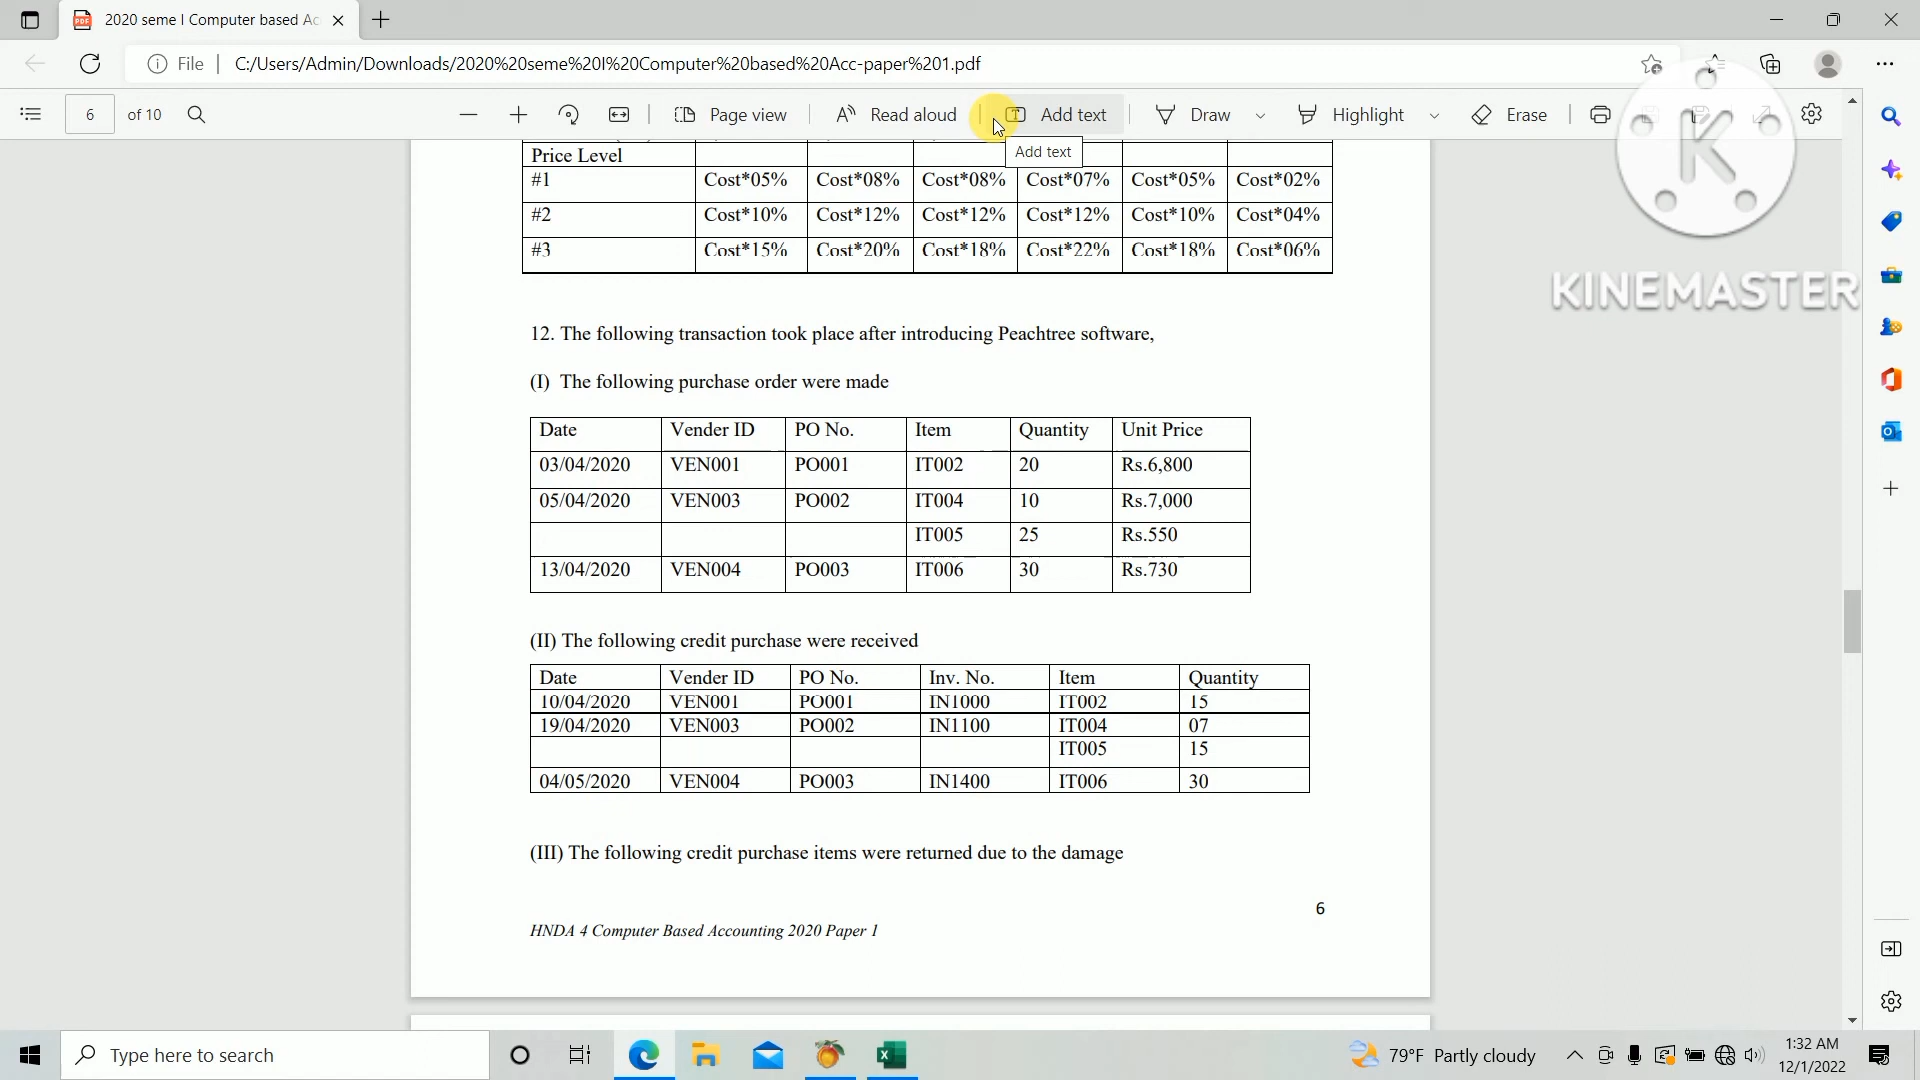 2020 seme I Computer based Ac
File C:/Users/Admin/Downloads/2020%20seme%20I%20Computer%20based%20Acc-paper%201.pdf
6 of 10 Page view Read aloud Add text Draw Highlight Erase
Add text
Price Level
#1 Cost*05% Cost*08% Cost*08% Cost*07% Cost*05% Cost*02%
#2 Cost*10% Cost*12% Cost*12% Cost*12% Cost*10% Cost*04%
#3 Cost*15% Cost*20% Cost*18% Cost*22% Cost*18% Cost*06%
K
KINEMASTER
12. The following transaction took place after introducing Peachtree software,
(I) The following purchase order were made
Date Vender ID PO No. Item Quantity Unit Price
03/04/2020 VEN001 PO001 IT002 20 Rs.6,800
05/04/2020 VEN003 PO002 IT004 10 Rs.7,000
IT005 25 Rs.550
13/04/2020 VEN004 PO003 IT006 30 Rs.730
(II) The following credit purchase were received
Date Vender ID PO No. Inv. No. Item Quantity
10/04/2020 VEN001 PO001 IN1000 IT002 15
19/04/2020 VEN003 PO002 IN1100 IT004 07
IT005 15
04/05/2020 VEN004 PO003 IN1400 IT006 30
(III) The following credit purchase items were returned due to the damage
6
HNDA 4 Computer Based Accounting 2020 Paper 1
Type here to search
79°F Partly cloudy
1:32 AM
12/1/2022